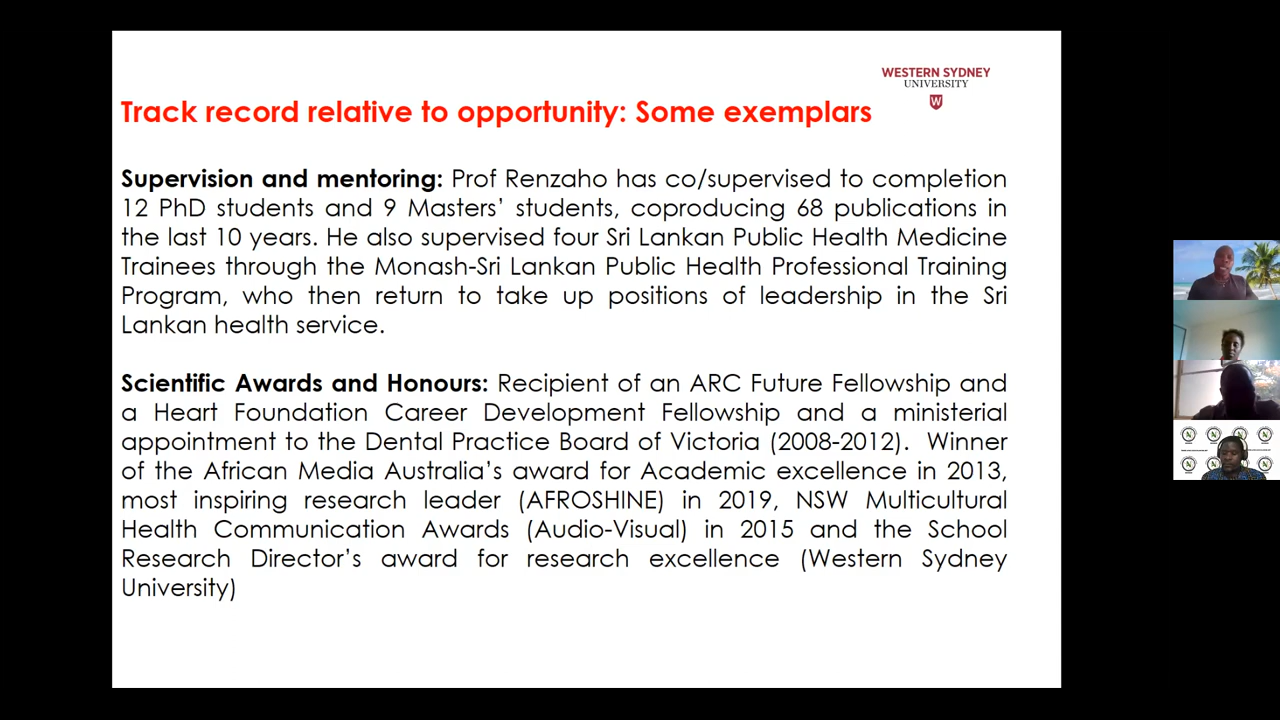 WESTERN SYDNEY
UNIVERSITY
W
Track record relative to opportunity: Some exemplars
Supervision and mentoring: Prof Renzaho has co/supervised to completion
12 PhD students and 9 Masters’ students, coproducing 68 publications in
the last 10 years. He also supervised four Sri Lankan Public Health Medicine
Trainees through the Monash-Sri Lankan Public Health Professional Training
Program, who then return to take up positions of leadership in the Sri
Lankan health service.
Scientific Awards and Honours: Recipient of an ARC Future Fellowship and
a Heart Foundation Career Development Fellowship and a ministerial
appointment to the Dental Practice Board of Victoria (2008-2012). Winner
of the African Media Australia’s award for Academic excellence in 2013,
most inspiring research leader (AFROSHINE) in 2019, NSW Multicultural
Health Communication Awards (Audio-Visual) in 2015 and the School
Research Director’s award for research excellence (Western Sydney
University)